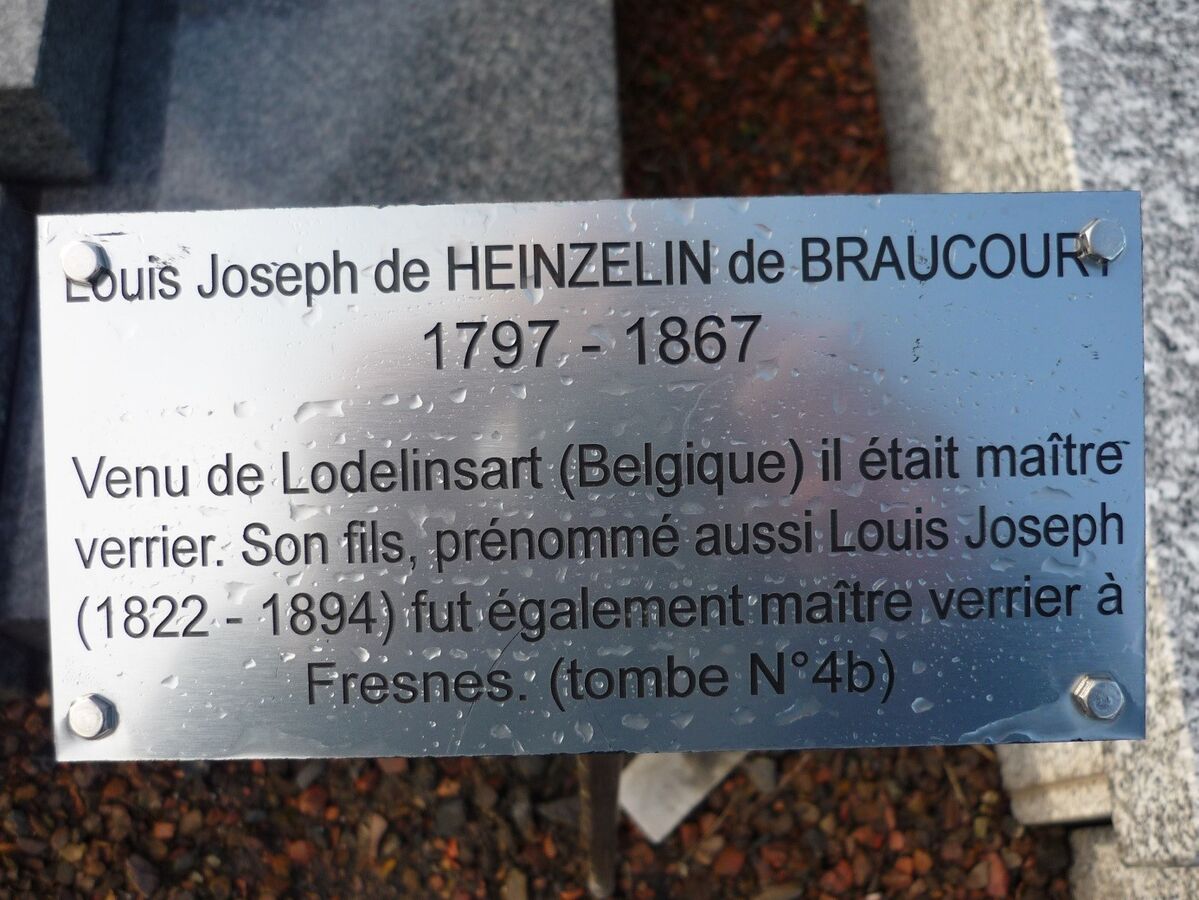 Louis Joseph de HEINZELIN de BRAUCOURT
1797 - 1867
Venu de Lodelinsart (Belgique) il était maître
verrier. Son fils, prénommé aussi Louis Joseph
(1822 - 1894) fut également maître verrier à
Fresnes. (tombe N°4b)